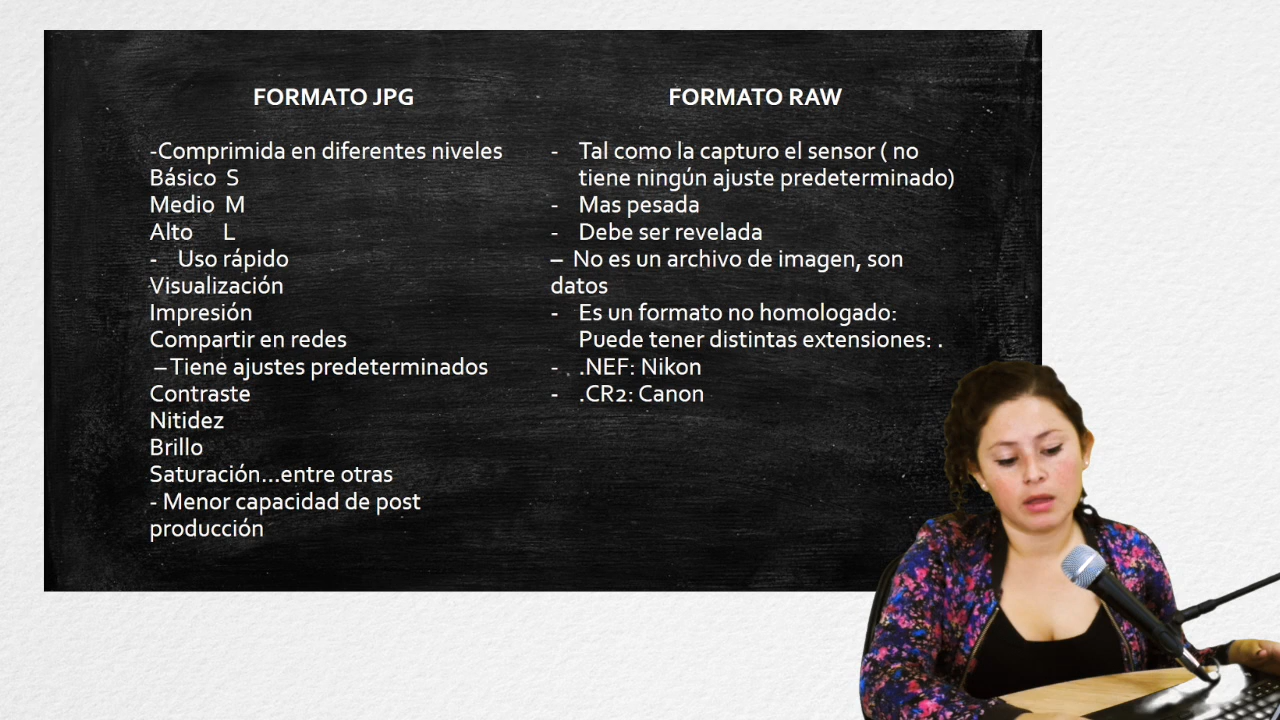 FORMATO JPG
-Comprimida en diferentes niveles
Básico S
Medio M
Alto L
- Uso rápido
Visualización
Impresión
Compartir en redes
– Tiene ajustes predeterminados
Contraste
Nitidez
Brillo
Saturación...entre otras
- Menor capacidad de post
producción
FORMATO RAW
- Tal como la capturo el sensor ( no
tiene ningún ajuste predeterminado)
- Mas pesada
- Debe ser revelada
– No es un archivo de imagen, son
datos
- Es un formato no homologado:
Puede tener distintas extensiones: .
- .NEF: Nikon
- .CR2: Canon